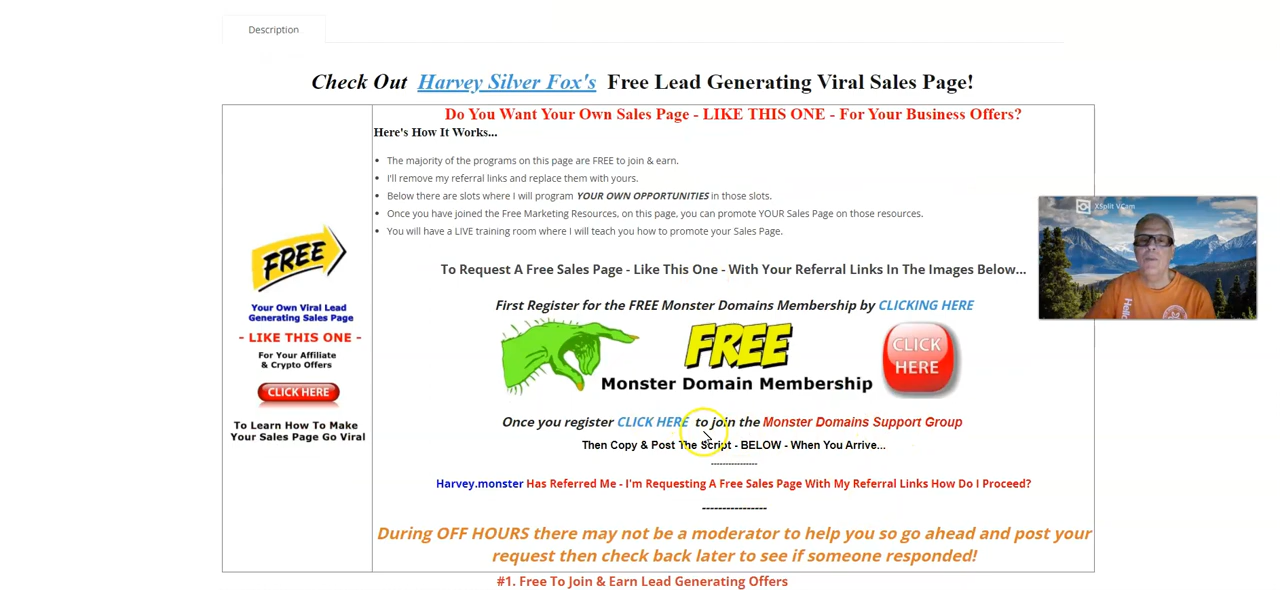 Description
Check Out Harvey Silver Fox's Free Lead Generating Viral Sales Page!
Do You Want Your Own Sales Page - LIKE THIS ONE - For Your Business Offers?
Here's How It Works...
The majority of the programs on this page are FREE to join & earn.
I'll remove my referral links and replace them with yours.
Below there are slots where I will program YOUR OWN OPPORTUNITIES in those slots.
Once you have joined the Free Marketing Resources, on this page, you can promote YOUR Sales Page on those resources.
You will have a LIVE training room where I will teach you how to promote your Sales Page.
FREE
Your Own Viral Lead
Generating Sales Page
- LIKE THIS ONE -
For Your Affiliate
& Crypto Offers
CLICK HERE
To Learn How To Make
Your Sales Page Go Viral
To Request A Free Sales Page - Like This One - With Your Referral Links In The Images Below...
First Register for the FREE Monster Domains Membership by CLICKING HERE
FREE
Monster Domain Membership
CLICK
HERE
Once you register CLICK HERE to join the Monster Domains Support Group
Then Copy & Post The Script - BELOW - When You Arrive...
----------------
Harvey.monster Has Referred Me - I'm Requesting A Free Sales Page With My Referral Links How Do I Proceed?
----------------
During OFF HOURS there may not be a moderator to help you so go ahead and post your
request then check back later to see if someone responded!
#1. Free To Join & Earn Lead Generating Offers
XSplit VCam